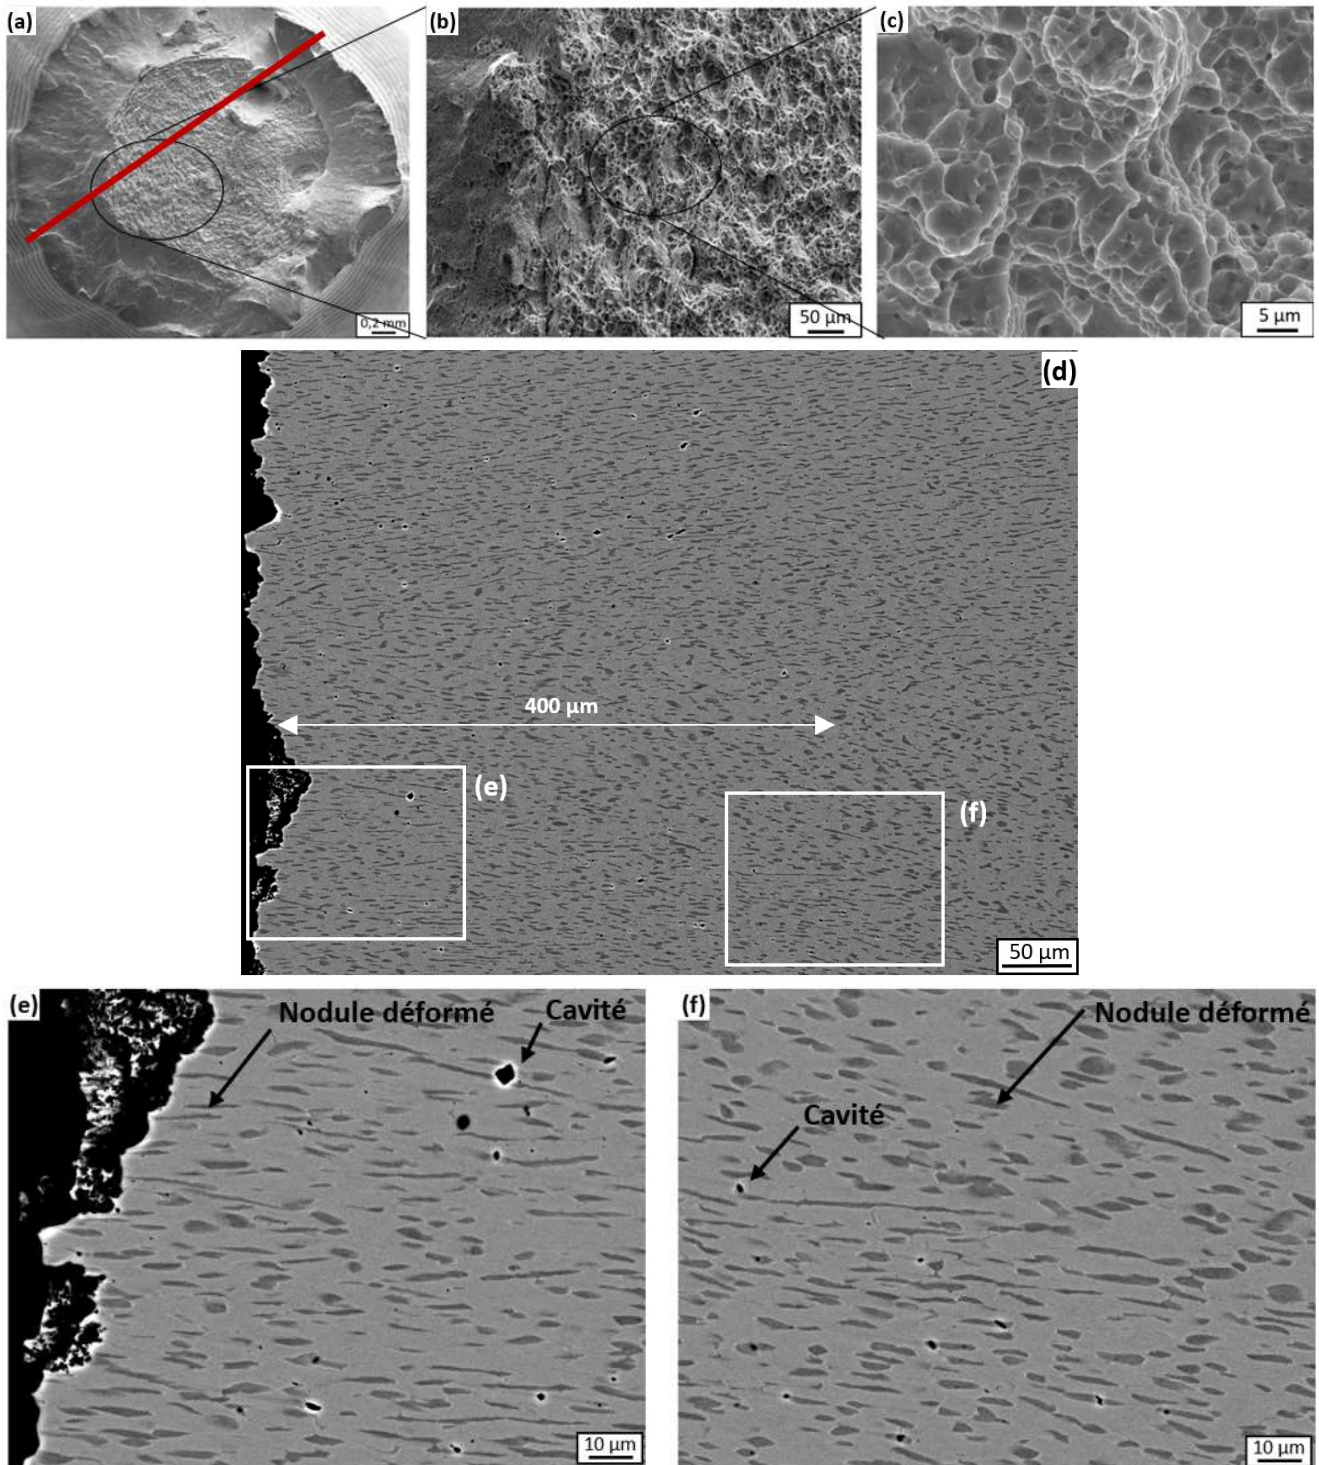 (a)
(b)
(c)
0,2 mm
50 µm
5 µm
(d)
400 µm
(e)
(f)
50 µm
(e)
Nodule déformé
Cavité
10 µm
(f)
Nodule déformé
Cavité
10 µm